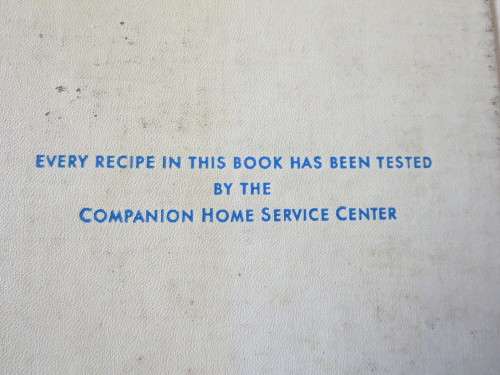 EVERY RECIPE IN THIS BOOK HAS BEEN TESTED
BY THE
COMPANION HOME SERVICE CENTER